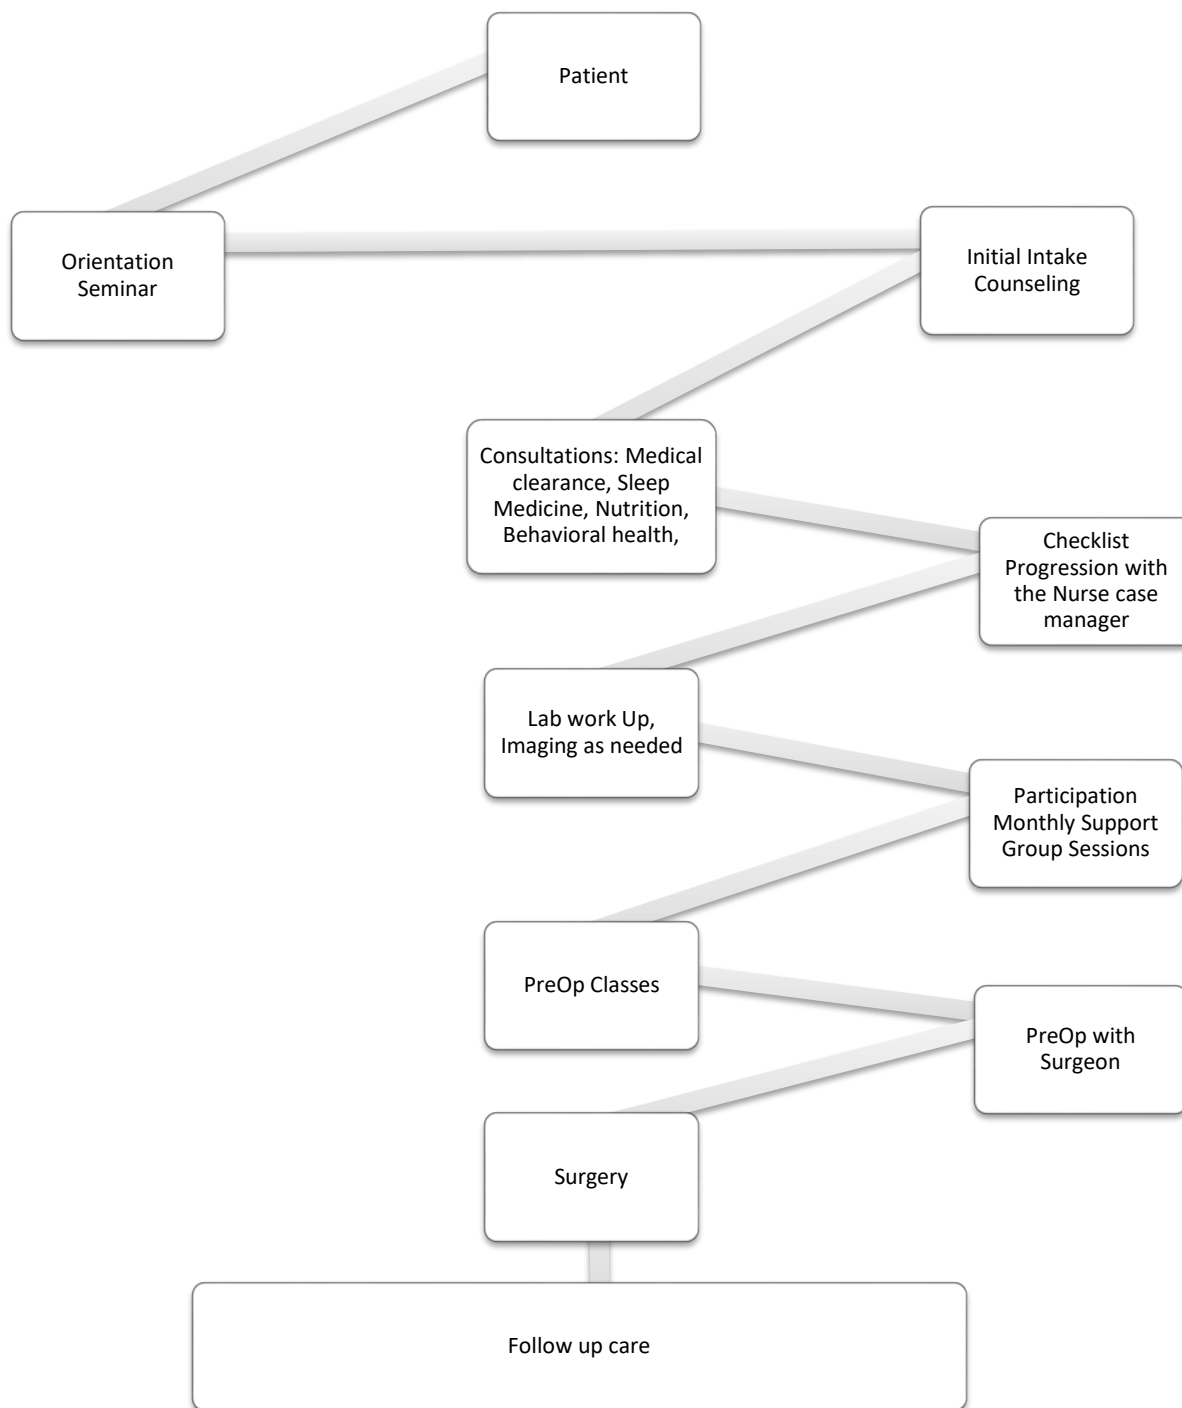 Patient
Orientation
Seminar
Initial Intake
Counseling
Consultations: Medical
clearance, Sleep
Medicine, Nutrition,
Behavioral health,
Checklist
Progression with
the Nurse case
manager
Lab work Up,
Imaging as needed
Participation
Monthly Support
Group Sessions
PreOp Classes
PreOp with
Surgeon
Surgery
Follow up care